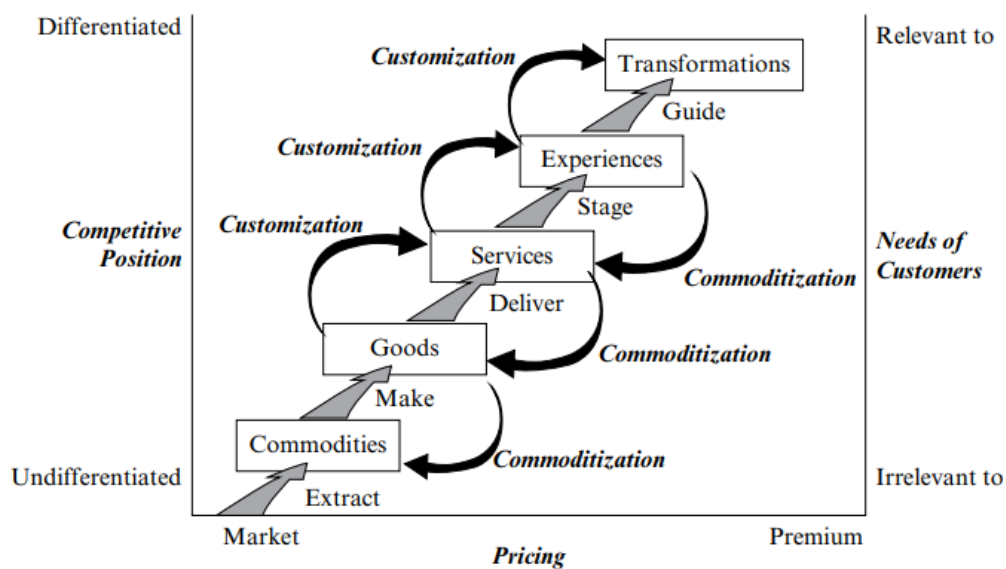 Differentiated
Relevant to
Customization
Transformations
Guide
Customization
Experiences
Stage
Customization
Competitive
Position
Services
Needs of
Customers
Commoditization
Deliver
Goods
Commoditization
Make
Commodities
Commoditization
Undifferentiated
Irrelevant to
Extract
Market
Premium
Pricing